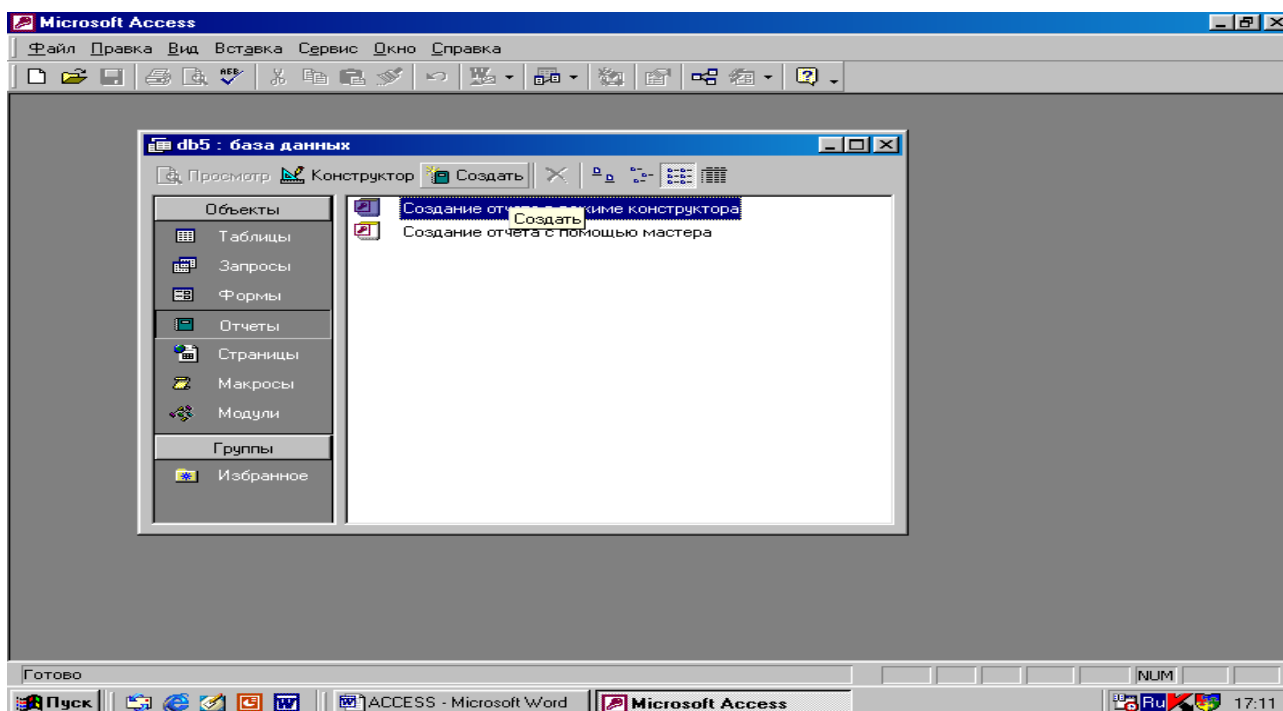 Microsoft Access
Файл Правка Вид Вставка Сервис Окно Справка
db5 : база данных
Просмотр Конструктор Создать
Объекты
Создание отчета в режиме конструктора
Создать
Таблицы
Создание отчета с помощью мастера
Запросы
Формы
Отчеты
Страницы
Макросы
Модули
Группы
Избранное
Готово
NUM
Пуск ACCESS - Microsoft Word Microsoft Access Ru 17:11